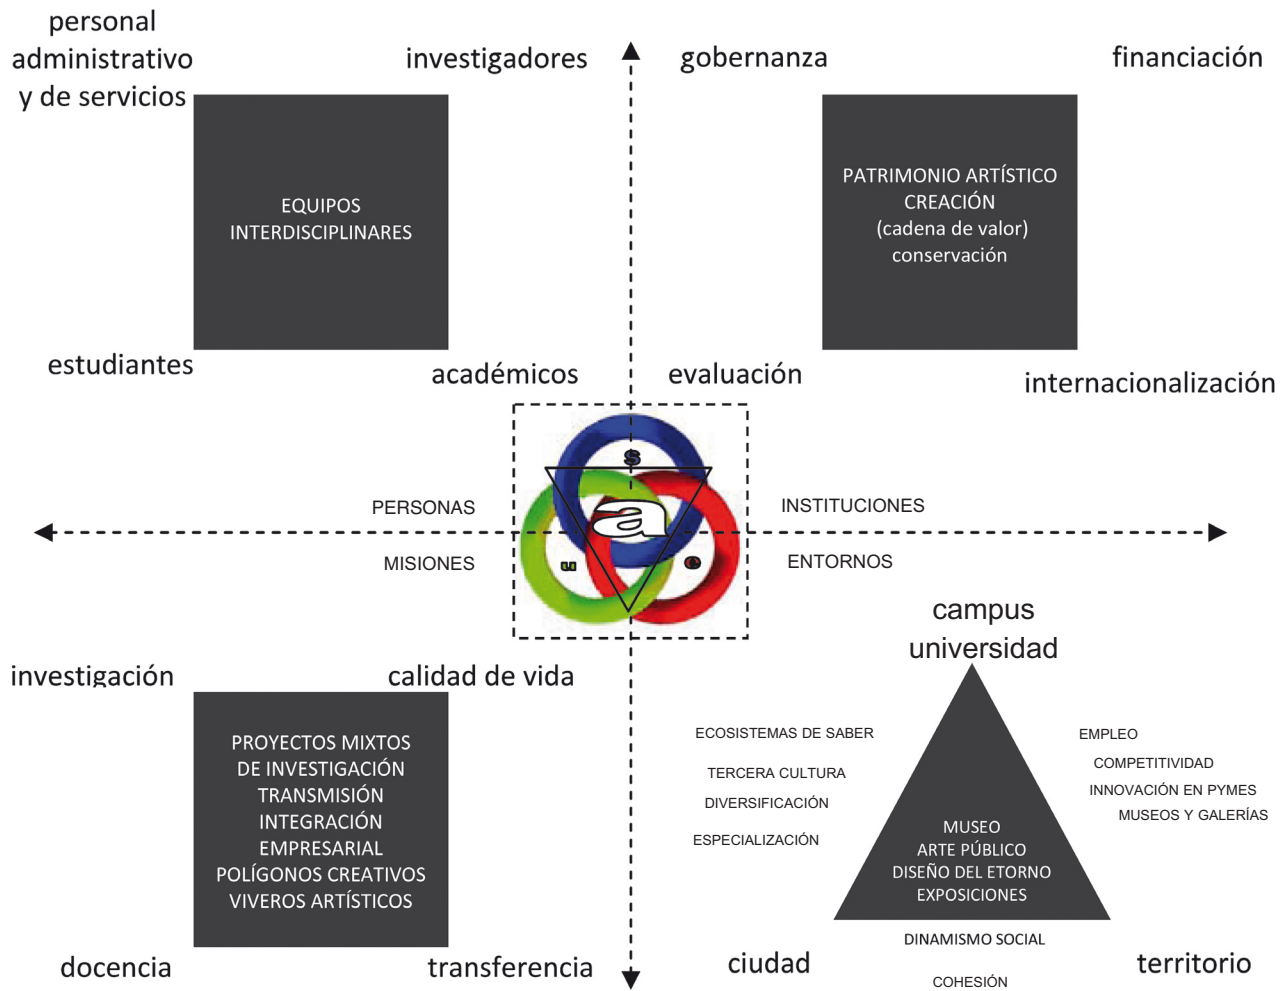 personal
administrativo
y de servicios
investigadores
EQUIPOS
INTERDISCIPLINARES
estudiantes
académicos
gobernanza
financiación
PATRIMONIO ARTÍSTICO
CREACIÓN
(cadena de valor)
conservación
evaluación
internacionalización
PERSONAS
INSTITUCIONES
MISIONES
ENTORNOS
s
a
u
e
investigación
calidad de vida
PROYECTOS MIXTOS
DE INVESTIGACIÓN
TRANSMISIÓN
INTEGRACIÓN
EMPRESARIAL
POLÍGONOS CREATIVOS
VIVEROS ARTÍSTICOS
docencia
transferencia
campus
universidad
ECOSISTEMAS DE SABER
TERCERA CULTURA
DIVERSIFICACIÓN
ESPECIALIZACIÓN
EMPLEO
COMPETITIVIDAD
INNOVACIÓN EN PYMES
MUSEOS Y GALERÍAS
MUSEO
ARTE PÚBLICO
DISEÑO DEL ETORNO
EXPOSICIONES
DINAMISMO SOCIAL
COHESIÓN
ciudad
territorio